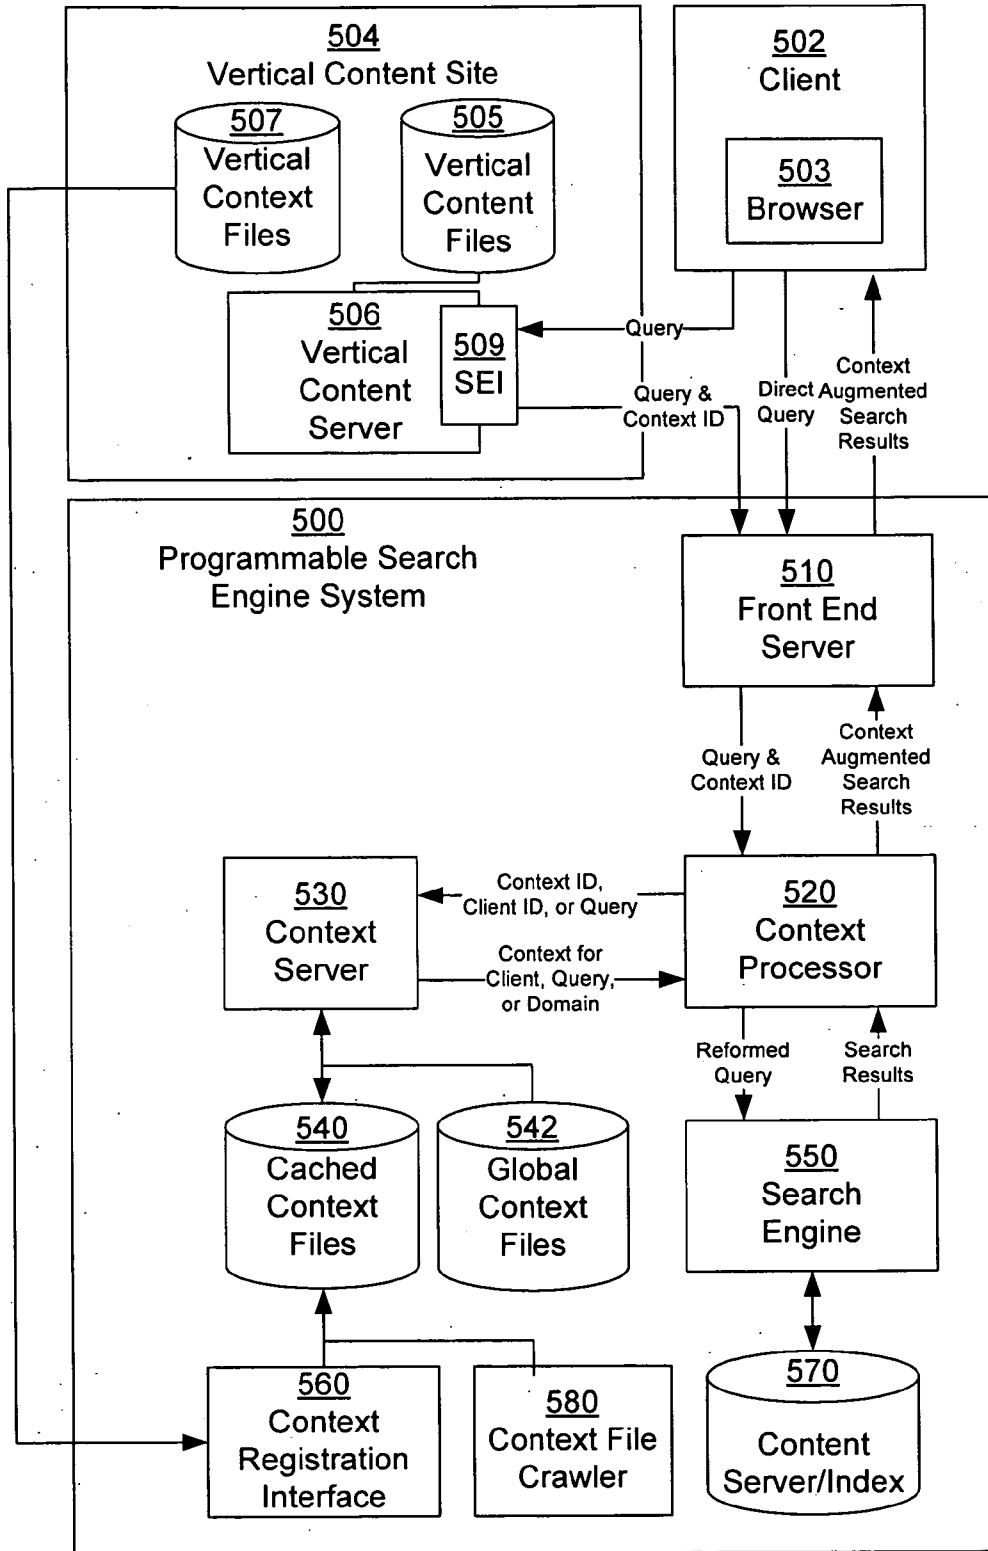 504
Vertical Content Site
507
Vertical
Context
Files
505
Vertical
Content
Files
506
Vertical
Content
Server
509
SEI
502
Client
503
Browser
Query
Query &
Context ID
Direct
Query
Context
Augmented
Search
Results
500
Programmable Search
Engine System
510
Front End
Server
Query &
Context ID
Context
Augmented
Search
Results
530
Context
Server
Context ID,
Client ID, or Query
Context for
Client, Query,
or Domain
520
Context
Processor
Reformed
Query
Search
Results
540
Cached
Context
Files
542
Global
Context
Files
550
Search
Engine
560
Context
Registration
Interface
580
Context File
Crawler
570
Content
Server/Index